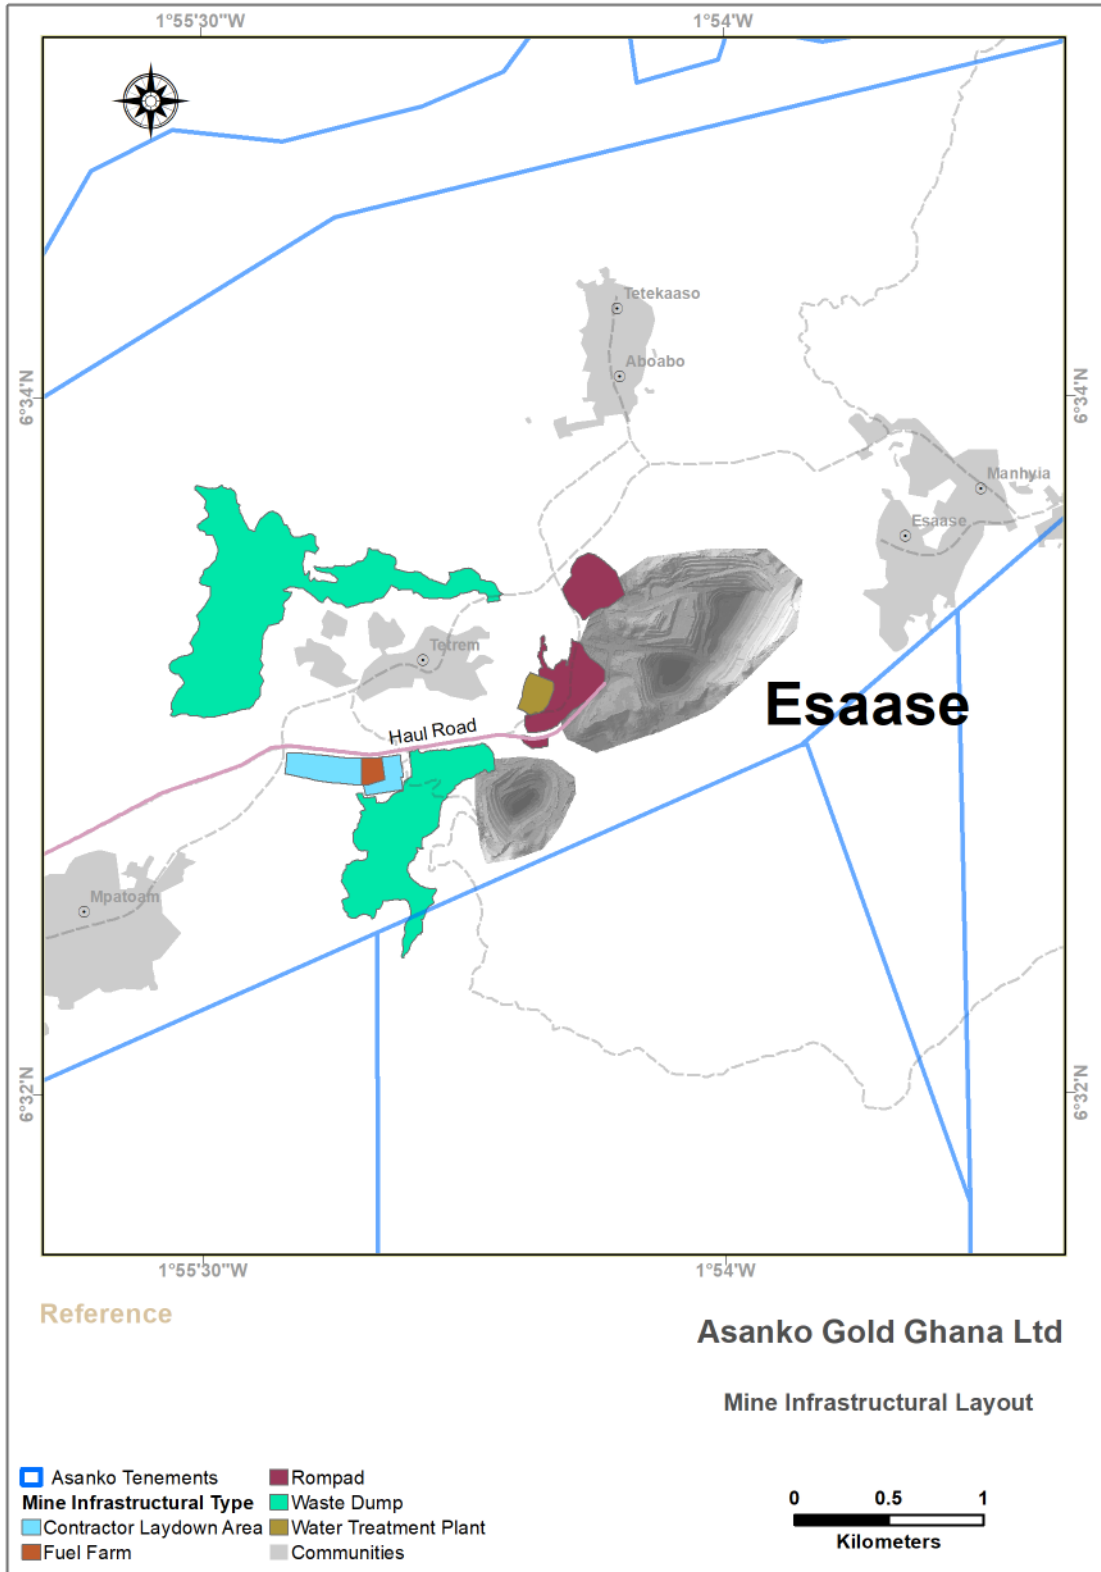 1°55'30"W
1°54'W
Tetekaaso
Aboabo
6°34'N
6°34'N
Manhyia
Esaase
Tetrem
Esaase
Haul Road
Mpatoam
6°32'N
6°32'N
1°55'30"W
1°54'W
Reference
Asanko Gold Ghana Ltd
Mine Infrastructural Layout
Asanko Tenements
Mine Infrastructural Type
Contractor Laydown Area
Fuel Farm
Rompad
Waste Dump
Water Treatment Plant
Communities
0 0.5 1
Kilometers